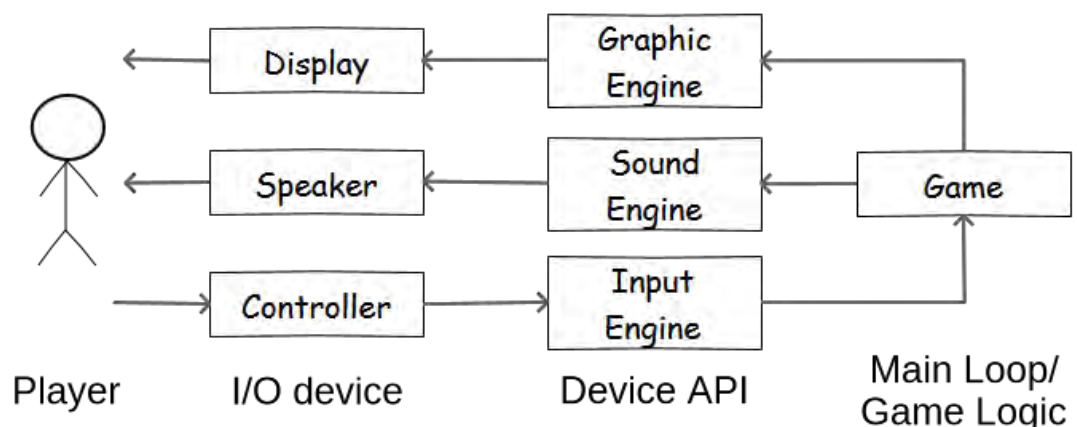 Display
Graphic
Engine
Speaker
Sound
Engine
Game
Controller
Input
Engine
Player
I/O device
Device API
Main Loop/
Game Logic